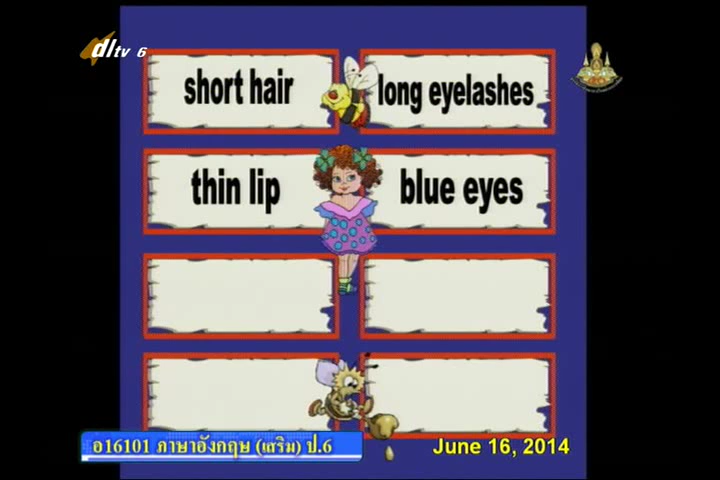 dltv 6
short hair
long eyelashes
thin lip
blue eyes
อ16101 ภาษาอังกฤษ (เสริม) ป.6
June 16, 2014